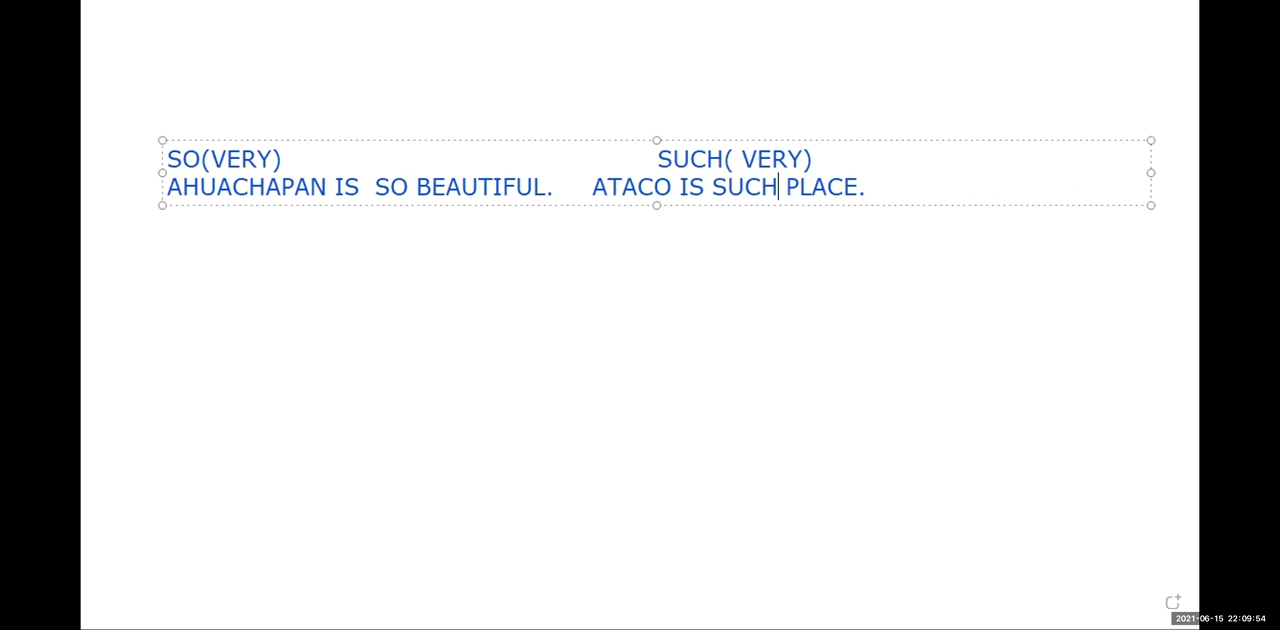 SO(VERY) SUCH( VERY)
AHUACHAPAN IS  SO BEAUTIFUL. ATACO IS SUCH PLACE.
2021-06-15 22:09:54